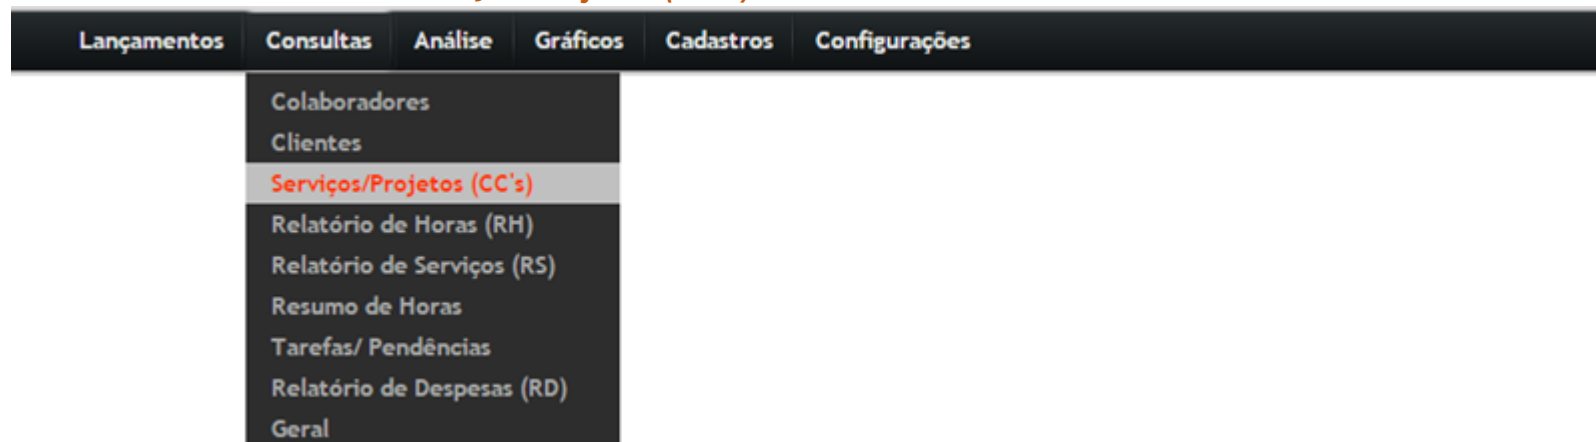 Lançamentos Consultas Análise Gráficos Cadastros Configurações
Colaboradores
Clientes
Serviços/Projetos (CC's)
Relatório de Horas (RH)
Relatório de Serviços (RS)
Resumo de Horas
Tarefas/ Pendências
Relatório de Despesas (RD)
Geral